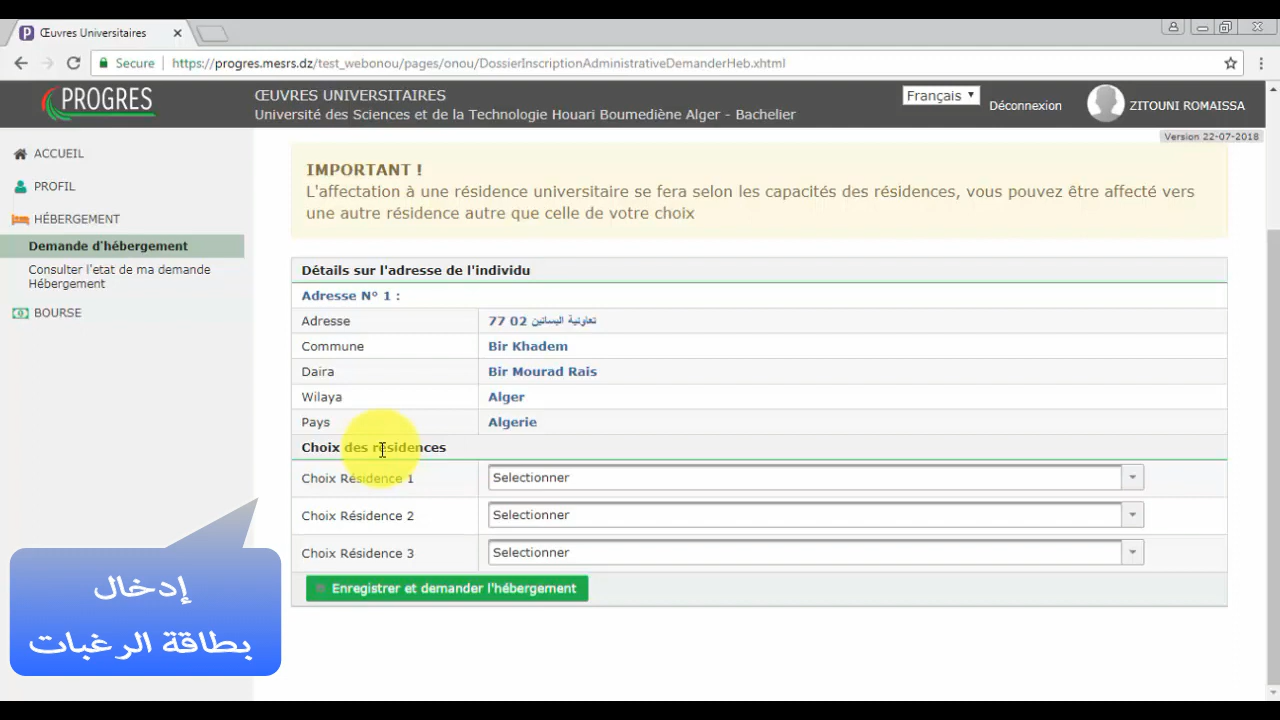 Œuvres Universitaires
Secure
https://progres.mesrs.dz/test_webonou/pages/onou/DossierInscriptionAdministrativeDemanderHeb.xhtml
PROGRES
ŒUVRES UNIVERSITAIRES
Université des Sciences et de la Technologie Houari Boumediène Alger - Bachelier
Français
Déconnexion
ZITOUNI ROMAISSA
Version 22-07-2018
ACCUEIL
PROFIL
HÉBERGEMENT
Demande d'hébergement
Consulter l'etat de ma demande
Hébergement
BOURSE
IMPORTANT !
L'affectation à une résidence universitaire se fera selon les capacités des résidences, vous pouvez être affecté vers
une autre résidence autre que celle de votre choix
Détails sur l'adresse de l'individu
Adresse N° 1 :
Adresse 77 02 تعاونية البساتين
Commune Bir Khadem
Daira Bir Mourad Rais
Wilaya Alger
Pays Algerie
Choix des résidences
Choix Résidence 1 Selectionner
Choix Résidence 2 Selectionner
Choix Résidence 3 Selectionner
Enregistrer et demander l'hébergement
إدخال
بطاقة الرغبات